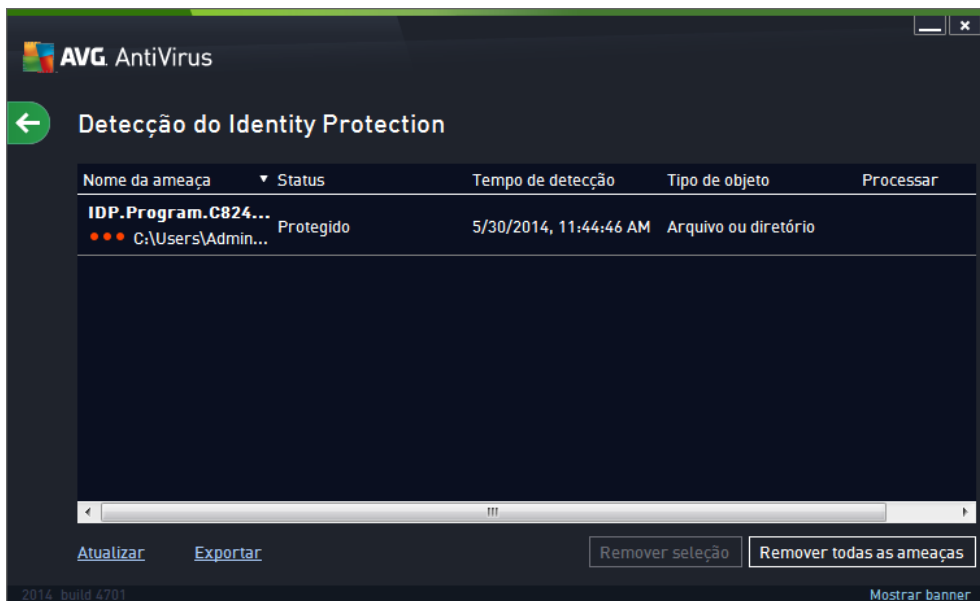 AVG. AntiVirus
Detecção do Identity Protection
Nome da ameaça Status Tempo de detecção Tipo de objeto Processar
IDP.Program.C824...
C:\Users\Admin... Protegido 5/30/2014, 11:44:46 AM Arquivo ou diretório
Atualizar Exportar Remover seleção Remover todas as ameaças
2014 build 4701 Mostrar banner